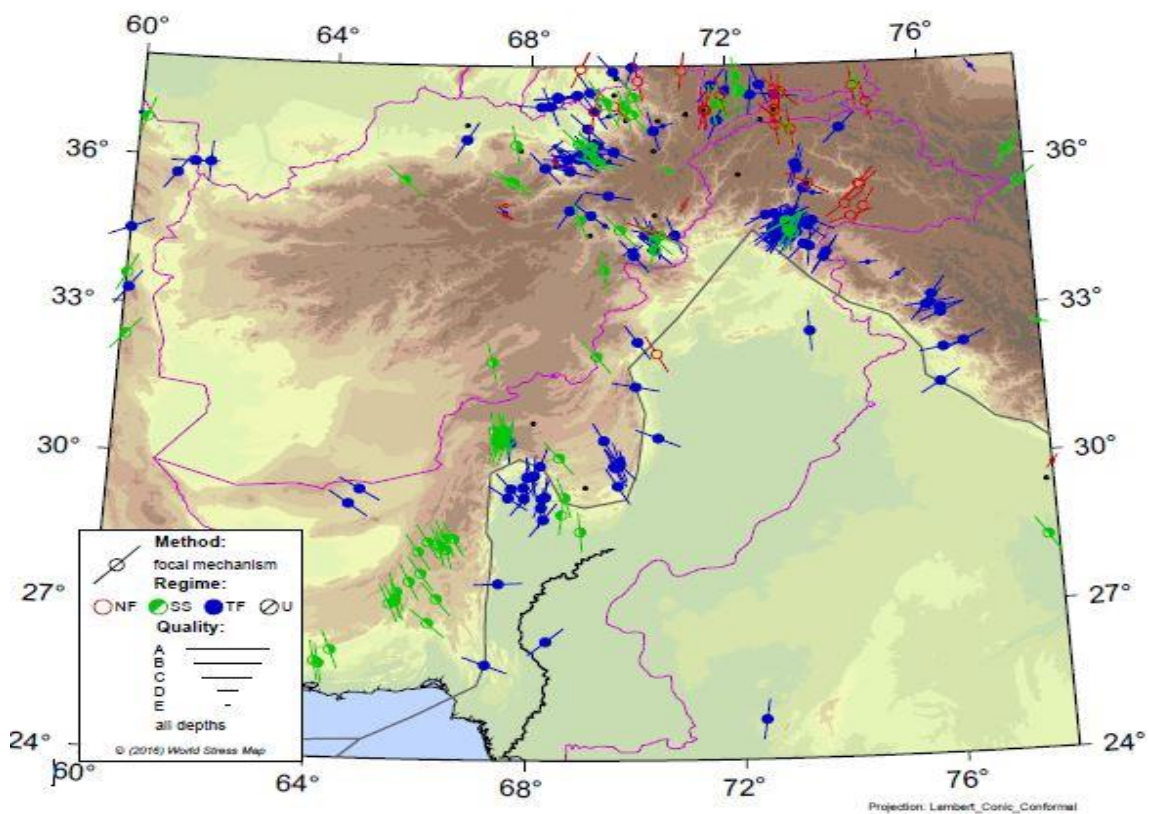 60° 64° 68° 72° 76°
36° 36°
33° 33°
30° 30°
27° 27°
24° 24°
60° 64° 68° 72° 76°
Method:
focal mechanism
Regime:
NF SS TF U
Quality:
A
B
C
D
E
all depths
© (2016) World Stress Map
Projection: Lambert_Conic_Conformal